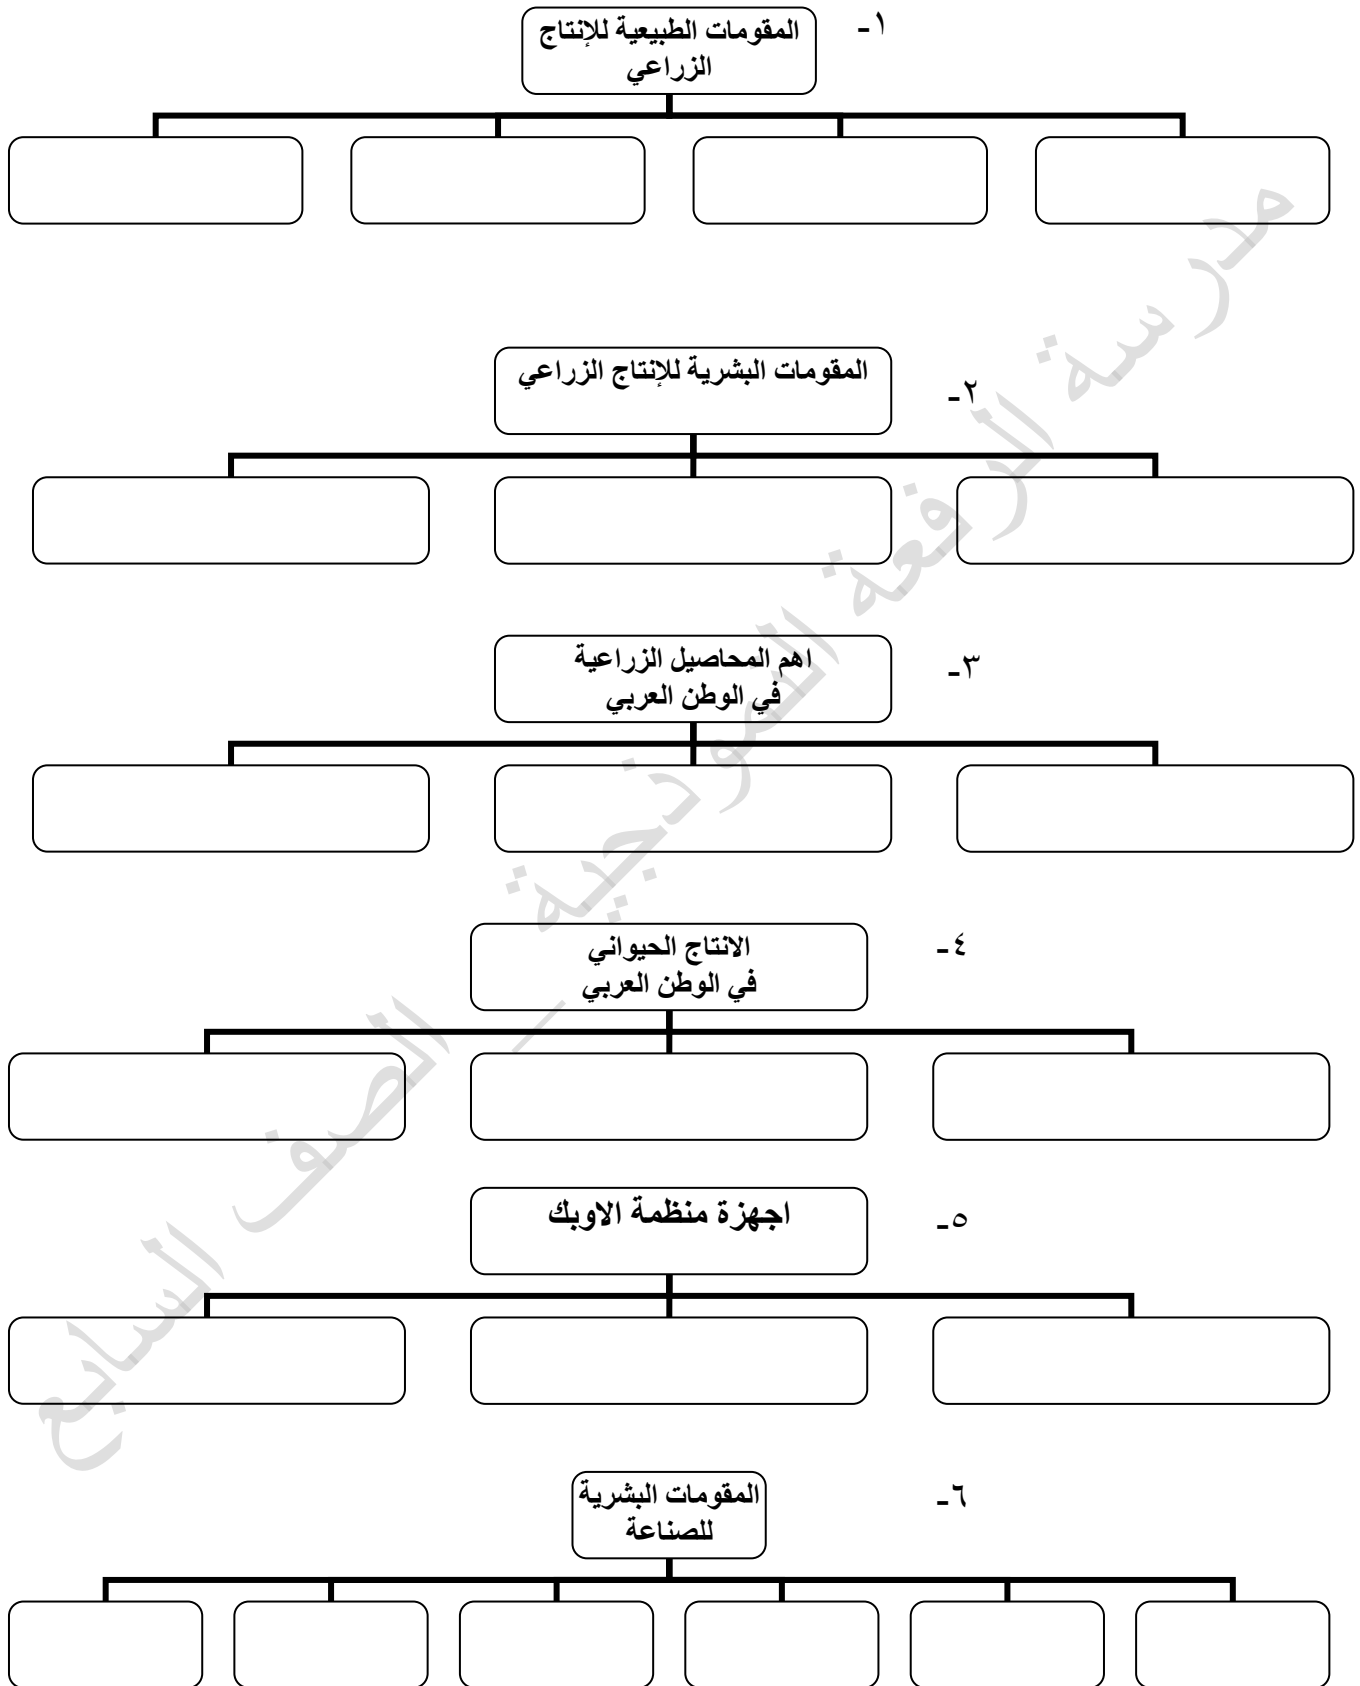 ١-
المقومات الطبيعية للإنتاج
الزراعي
٢-
المقومات البشرية للإنتاج الزراعي
٣-
اهم المحاصيل الزراعية
في الوطن العربي
٤-
الانتاج الحيواني
في الوطن العربي
٥-
اجهزة منظمة الاوبك
٦-
المقومات البشرية
للصناعة
مدرسة الرفعة النموذجية _ الصف السابع